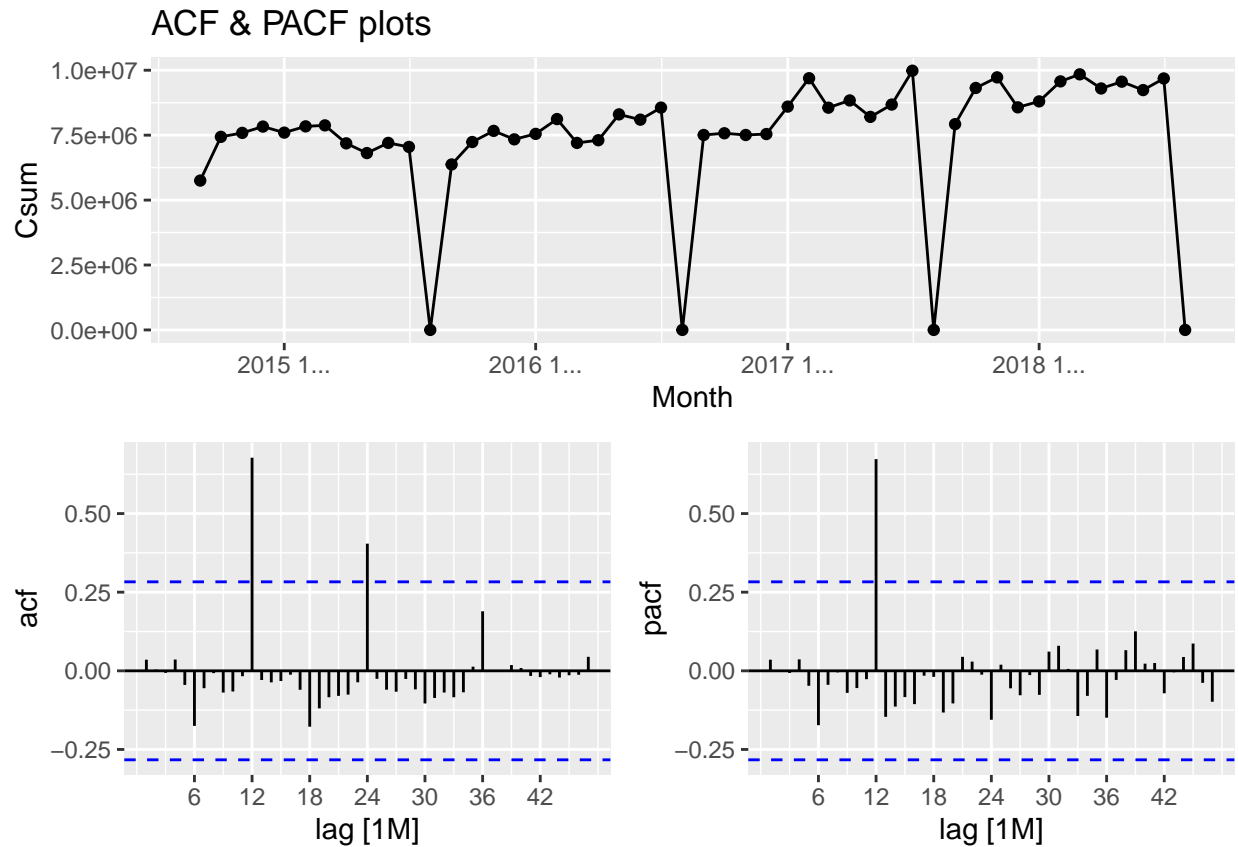 ACF & PACF plots
1.0e+07
7.5e+06
5.0e+06
2.5e+06
0.0e+00
Csum
2015 1...
2016 1...
2017 1...
2018 1...
Month
0.50
0.25
0.00
−0.25
acf
6 12 18 24 30 36 42
lag [1M]
0.50
0.25
0.00
−0.25
pacf
6 12 18 24 30 36 42
lag [1M]